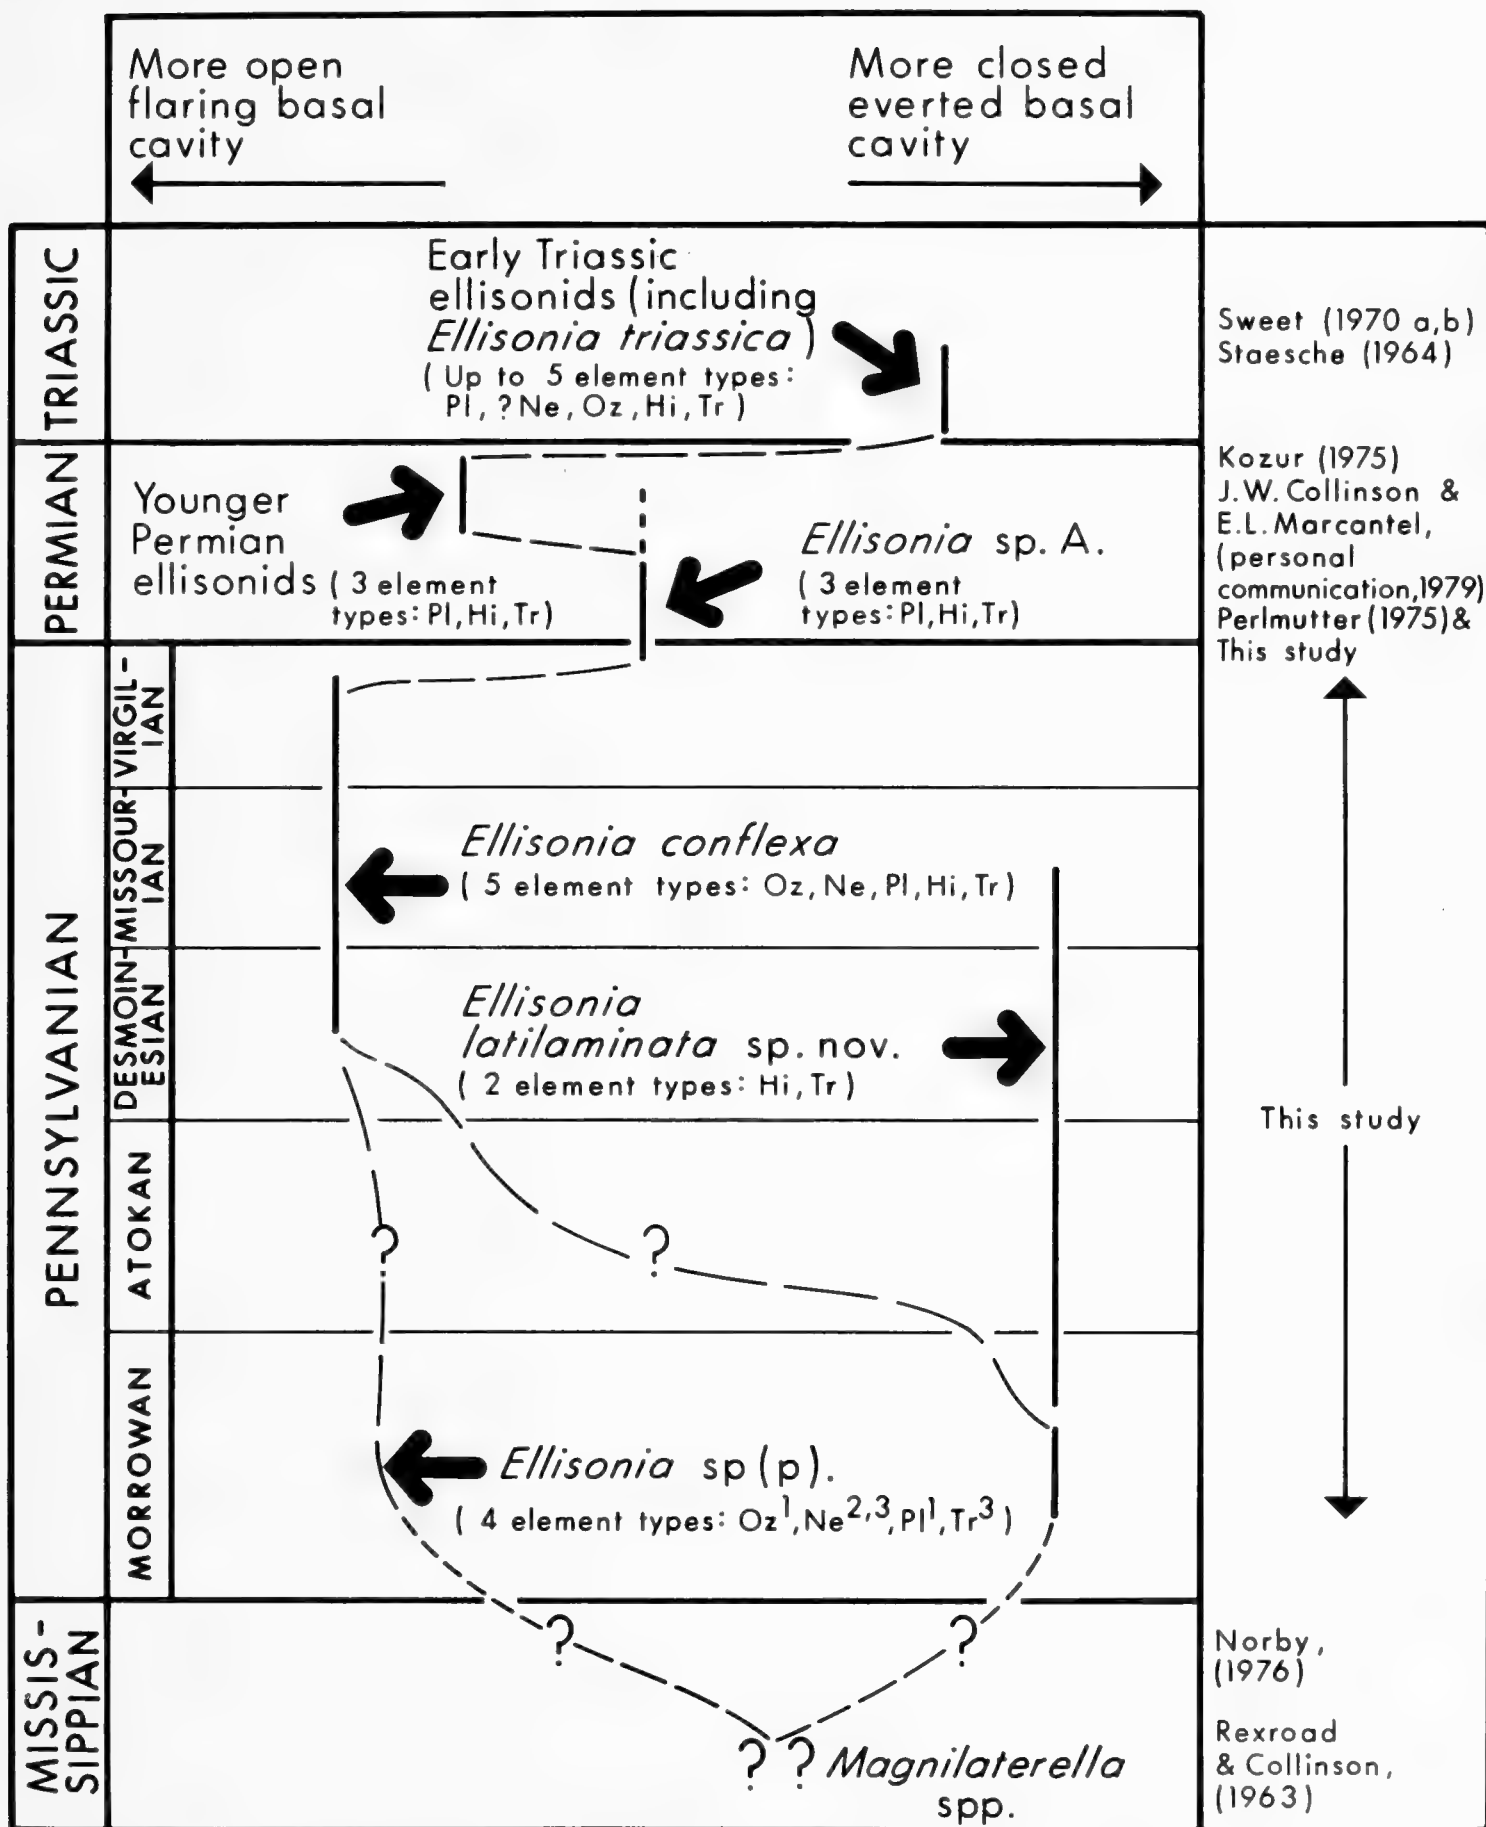 More open
flaring basal
cavity
More closed
everted basal
cavity
TRIASSIC
Early Triassic
ellisonids (including
Ellisonia triassica)
(Up to 5 element types:
Pl, ?Ne, Oz, Hi, Tr)
Sweet (1970 a,b)
Staesche (1964)
PERMIAN
Younger
Permian
ellisonids (3 element
types: Pl, Hi, Tr)
Ellisonia sp. A.
(3 element
types: Pl, Hi, Tr)
Kozur (1975)
J.W. Collinson &
E.L. Marcantel,
(personal
communication, 1979)
Perlmutter (1975) &
This study
PENNSYLVANIAN
VIRGIL-
IAN
MISSOUR-
IAN
Ellisonia conflexa
(5 element types: Oz, Ne, Pl, Hi, Tr)
DESMOIN-
ESIAN
Ellisonia
latilaminata sp. nov.
(2 element types: Hi, Tr)
This study
ATOKAN
?
?
MORROWAN
Ellisonia sp(p).
(4 element types: Oz¹, Ne²,³, Pl¹, Tr³)
MISSIS-
SIPPIAN
?
?
? ? Magnilaterella
spp.
Norby,
(1976)
Rexroad
& Collinson,
(1963)